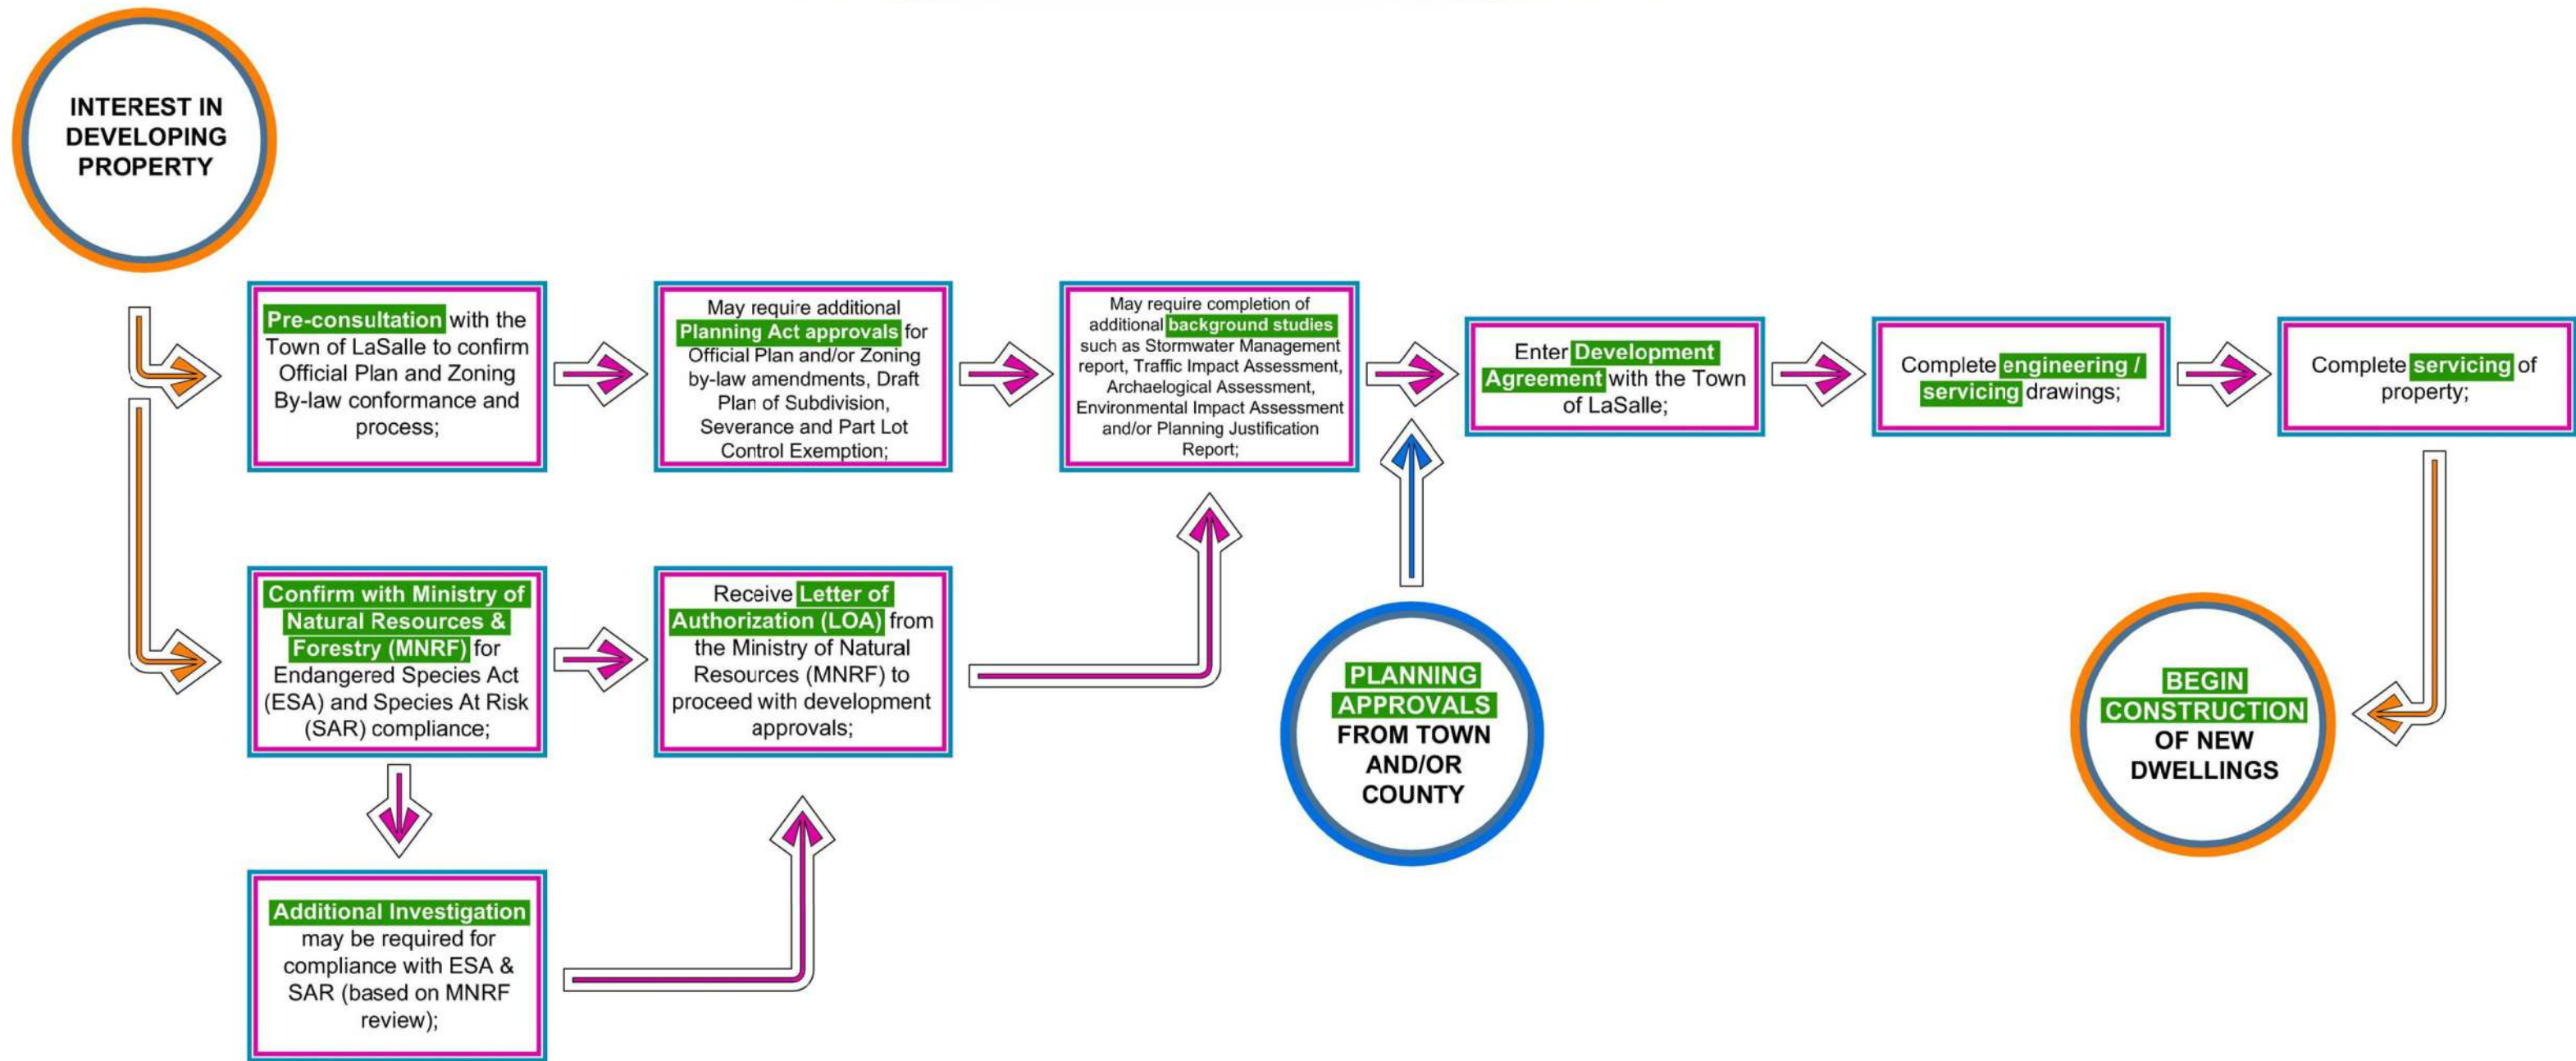 INTEREST IN
DEVELOPING
PROPERTY
Pre-consultation with the
Town of LaSalle to confirm
Official Plan and Zoning
By-law conformance and
process;
May require additional
Planning Act approvals for
Official Plan and/or Zoning
by-law amendments, Draft
Plan of Subdivision,
Severance and Part Lot
Control Exemption;
May require completion of
additional background studies
such as Stormwater Management
report, Traffic Impact Assessment,
Archaelogical Assessment,
Environmental Impact Assessment
and/or Planning Justification
Report;
Enter Development
Agreement with the Town
of LaSalle;
Complete engineering /
servicing drawings;
Complete servicing of
property;
Confirm with Ministry of
Natural Resources &
Forestry (MNRF) for
Endangered Species Act
(ESA) and Species At Risk
(SAR) compliance;
Receive Letter of
Authorization (LOA) from
the Ministry of Natural
Resources (MNRF) to
proceed with development
approvals;
PLANNING
APPROVALS
FROM TOWN
AND/OR
COUNTY
BEGIN
CONSTRUCTION
OF NEW
DWELLINGS
Additional Investigation
may be required for
compliance with ESA &
SAR (based on MNRF
review);